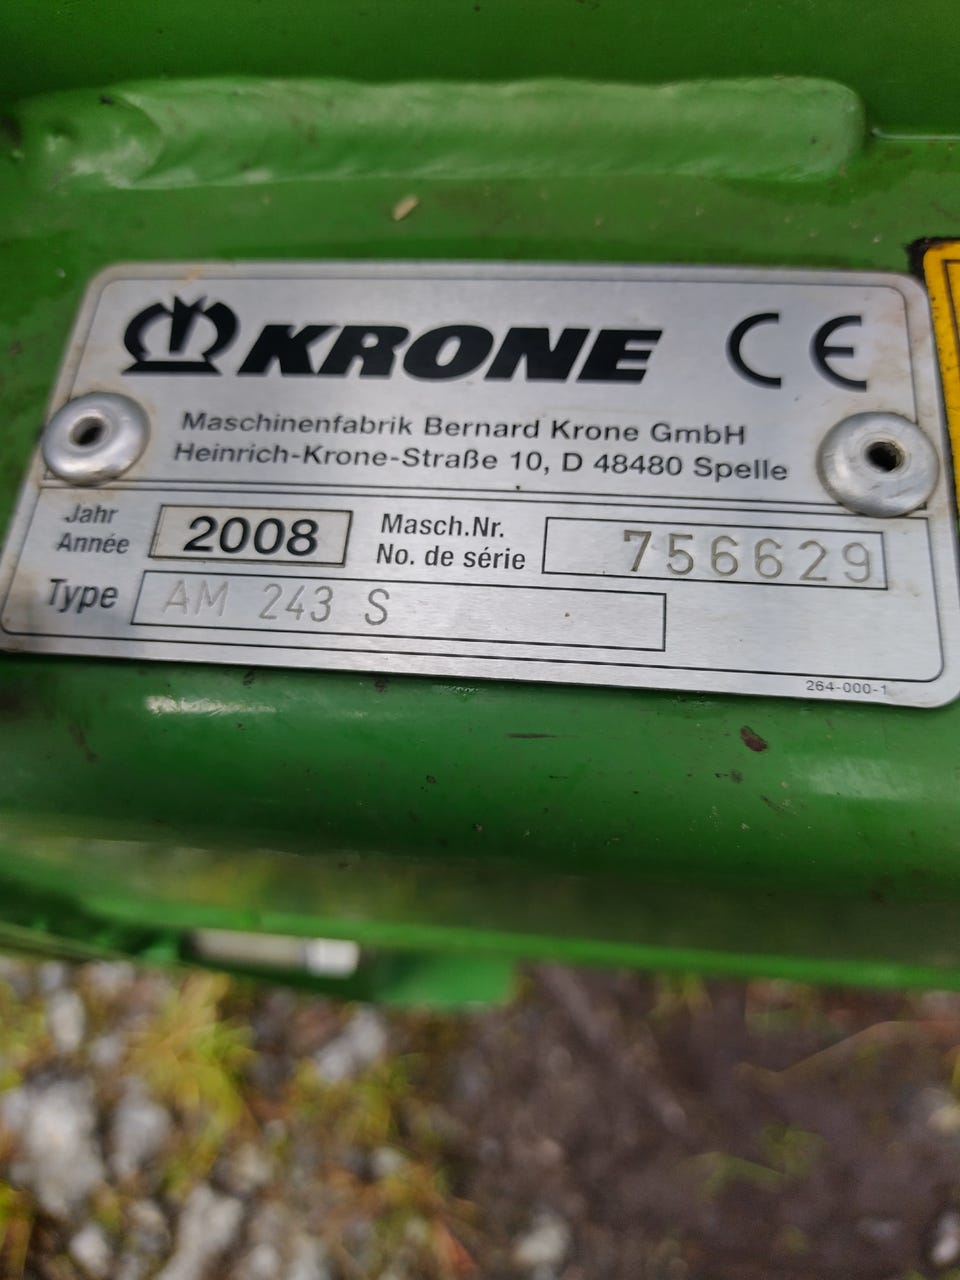 KRONE CE
Maschinenfabrik Bernard Krone GmbH
Heinrich-Krone-Straße 10, D 48480 Spelle
Jahr
Année
2008
Masch.Nr.
No. de série
756629
Type AM 243 S
264-000-1